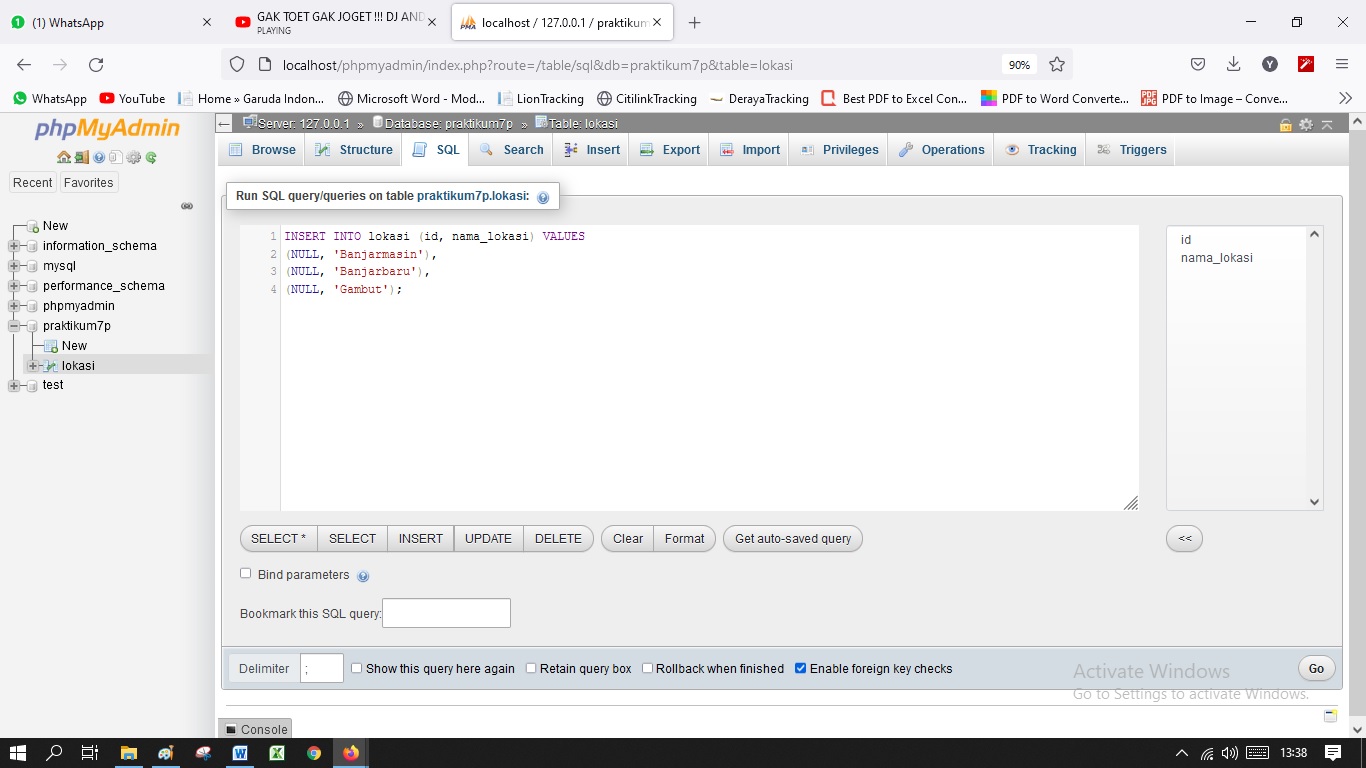 (1) WhatsApp
GAK TOET GAK JOGET !!! DJ AND
PLAYING
localhost / 127.0.0.1 / praktikum
localhost/phpmyadmin/index.php?route=/table/sql&db=praktikum7p&table=lokasi
90%
WhatsApp YouTube Home » Garuda Indon... Microsoft Word - Mod... LionTracking CitilinkTracking DerayaTracking Best PDF to Excel Con... PDF to Word Converte... PDF to Image – Conve...
phpMyAdmin
Recent Favorites
New
information_schema
mysql
performance_schema
phpmyadmin
praktikum7p
New
lokasi
test
Server: 127.0.0.1 » Database: praktikum7p » Table: lokasi
Browse Structure SQL Search Insert Export Import Privileges Operations Tracking Triggers
Run SQL query/queries on table praktikum7p.lokasi:
1 INSERT INTO lokasi (id, nama_lokasi) VALUES
2 (NULL, 'Banjarmasin'),
3 (NULL, 'Banjarbaru'),
4 (NULL, 'Gambut');
id
nama_lokasi
SELECT * SELECT INSERT UPDATE DELETE Clear Format Get auto-saved query <<
Bind parameters
Bookmark this SQL query:
Delimiter ; Show this query here again Retain query box Rollback when finished Enable foreign key checks Go
Activate Windows
Go to Settings to activate Windows.
Console
13:38